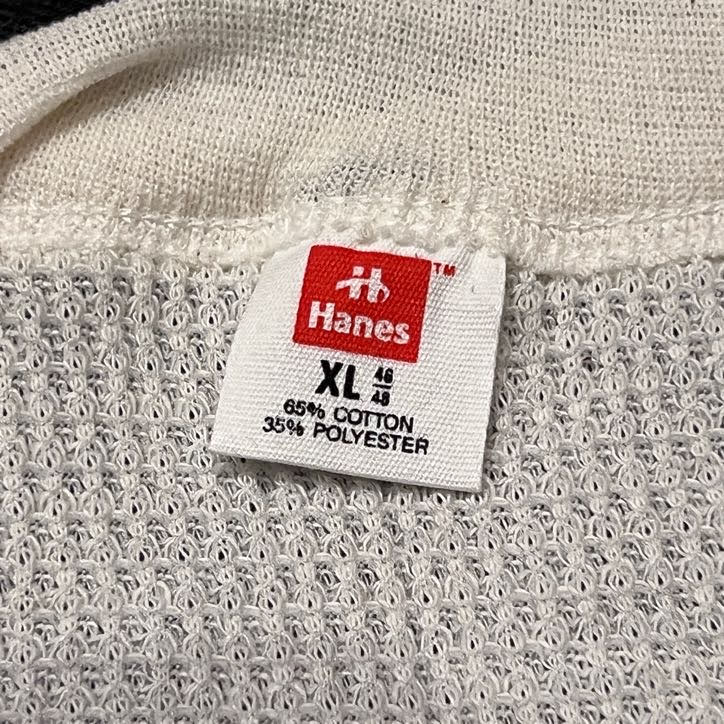 TM
Hanes
XL 46/48
65% COTTON
35% POLYESTER